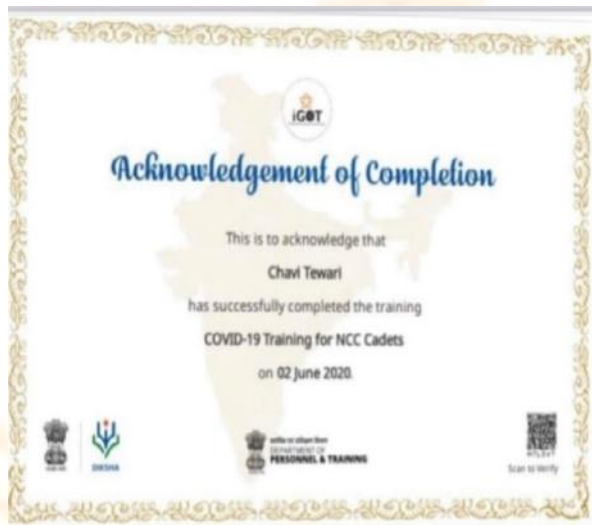 iGOT
Acknowledgement of Completion
This is to acknowledge that
Chavi Tewari
has successfully completed the training
COVID-19 Training for NCC Cadets
on 02 June 2020
DIKSHA
DEPARTMENT OF
PERSONNEL & TRAINING
Scan to Verify